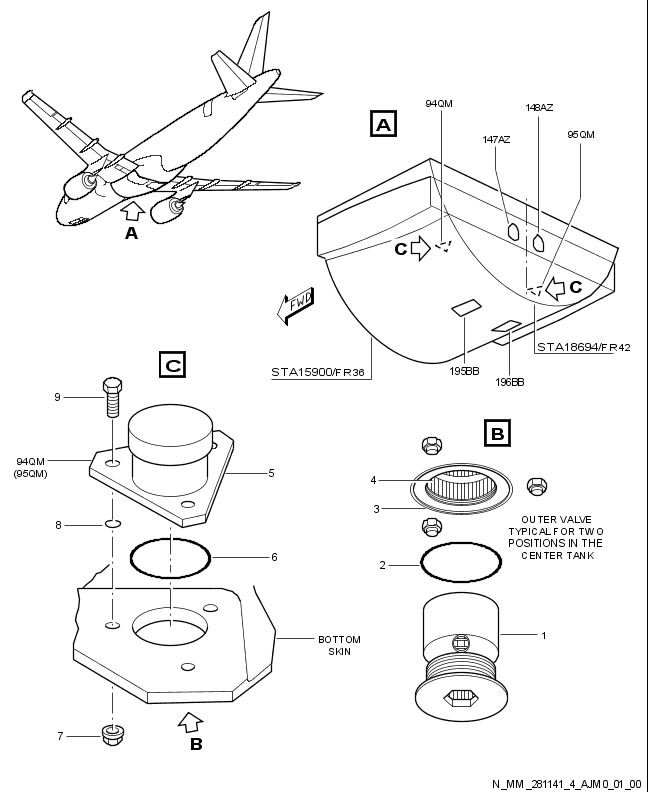 A
A
94QM
148AZ
147AZ
95QM
C
C
FWD
STA18694/FR42
STA15900/FR36
195BB
196BB
C
9
94QM
(95QM)
5
8
6
BOTTOM
SKIN
7
B
B
4
3
OUTER VALVE
TYPICAL FOR TWO
POSITIONS IN THE
CENTER TANK
2
1
N_MM_281141_4_AJM0_01_00